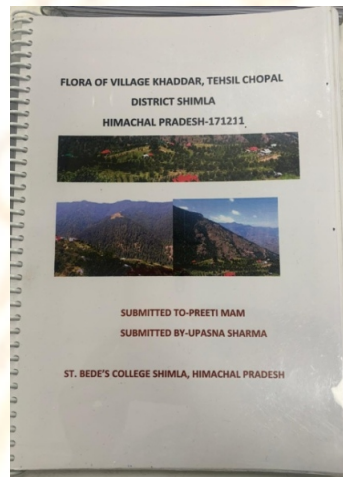 FLORA OF VILLAGE KHADDAR, TEHSIL CHOPAL
DISTRICT SHIMLA
HIMACHAL PRADESH-171211
SUBMITTED TO-PREETI MAM
SUBMITTED BY-UPASNA SHARMA
ST. BEDE'S COLLEGE SHIMLA, HIMACHAL PRADESH